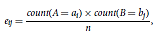 e_ij = count(A = a_i) × count(B = b_j) / n,